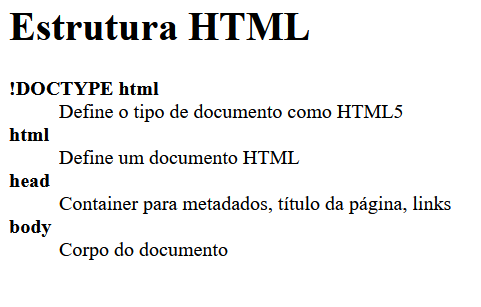 Estrutura HTML
!DOCTYPE html
Define o tipo de documento como HTML5
html
Define um documento HTML
head
Container para metadados, título da página, links
body
Corpo do documento